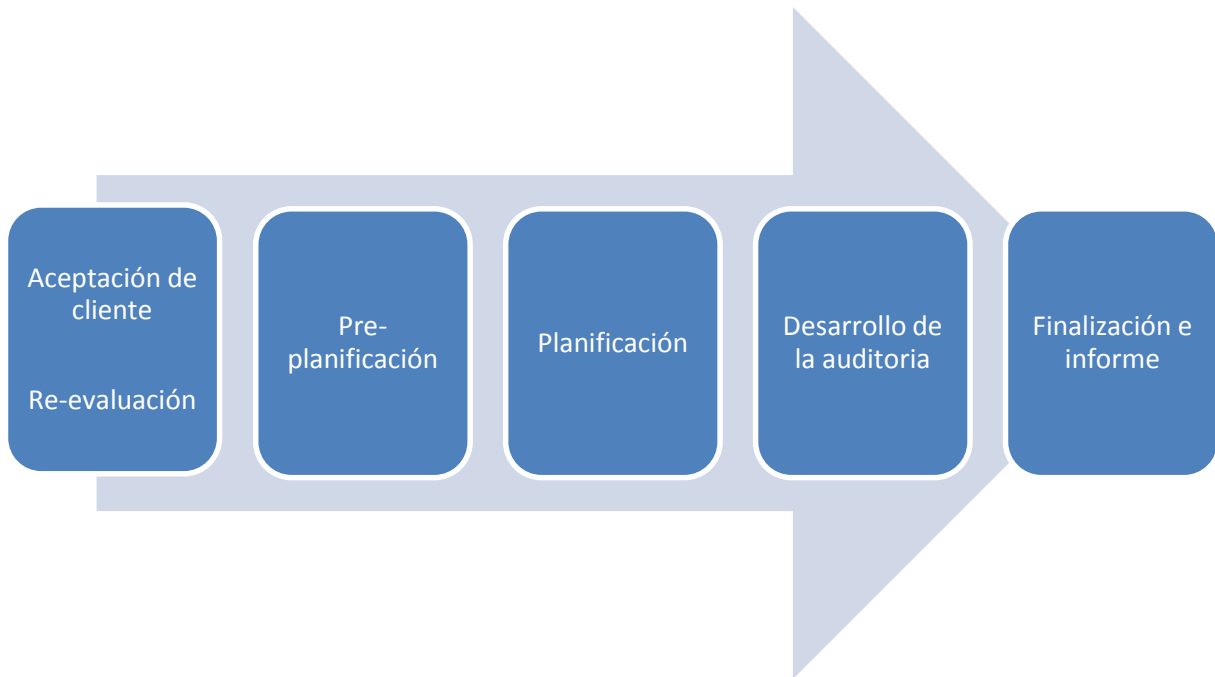 Aceptación de
cliente
Re-evaluación
Pre-
planificación
Planificación
Desarrollo de
la auditoria
Finalización e
informe